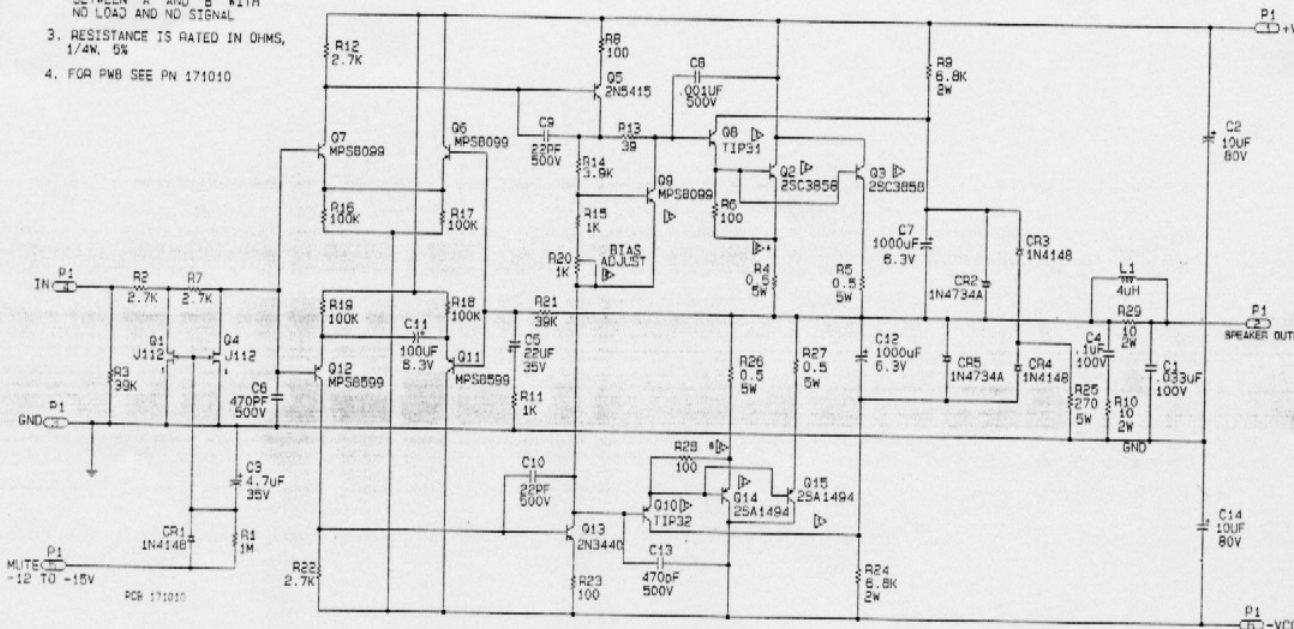 BETWEEN "A" AND "B" WITH
NO LOAD AND NO SIGNAL
3. RESISTANCE IS RATED IN OHMS,
1/4W, 5%
4. FOR PWB SEE PN 171010
R12
2.7K
R8
100
Q5
2N5415
C8
.001UF
500V
R9
6.8K
2W
P1
1
+V
C2
10UF
80V
Q7
MPS8099
Q6
MPS8099
C9
22PF
500V
R13
39
Q8
TIP31
Q2
2SC3858
Q3
2SC3858
R14
3.9K
Q9
MPS8099
R6
100
R16
100K
R17
100K
R15
1K
BIAS
ADJUST
R20
1K
R4
0.5
5W
R5
0.5
5W
C7
1000uF
6.3V
CR3
1N4148
CR2
1N4734A
L1
4uH
P1
IN
R2
2.7K
R7
2.7K
R19
100K
R18
100K
R21
39K
R29
10
2W
P1
2
SPEAKER OUT
Q1
J112
Q4
J112
C11
100UF
6.3V
C5
22UF
35V
Q11
MPS8599
Q12
MPS8599
R3
39K
C6
470PF
500V
R11
1K
R26
0.5
5W
R27
0.5
5W
C12
1000uF
6.3V
CR5
1N4734A
CR4
1N4148
C4
.1uF
100V
C1
.033uF
100V
R25
270
5W
R10
10
2W
P1
GND
GND
C3
4.7uF
35V
C10
22PF
500V
R28
100
B
A
Q10
TIP32
Q14
2SA1494
Q15
2SA1494
Q13
2N3440
C13
470pF
500V
C14
10UF
80V
CR1
1N4148
R1
1M
P1
MUTE
-12 TO -15V
R22
2.7K
R23
100
R24
6.8K
2W
PCB 171010
P1
-VCC